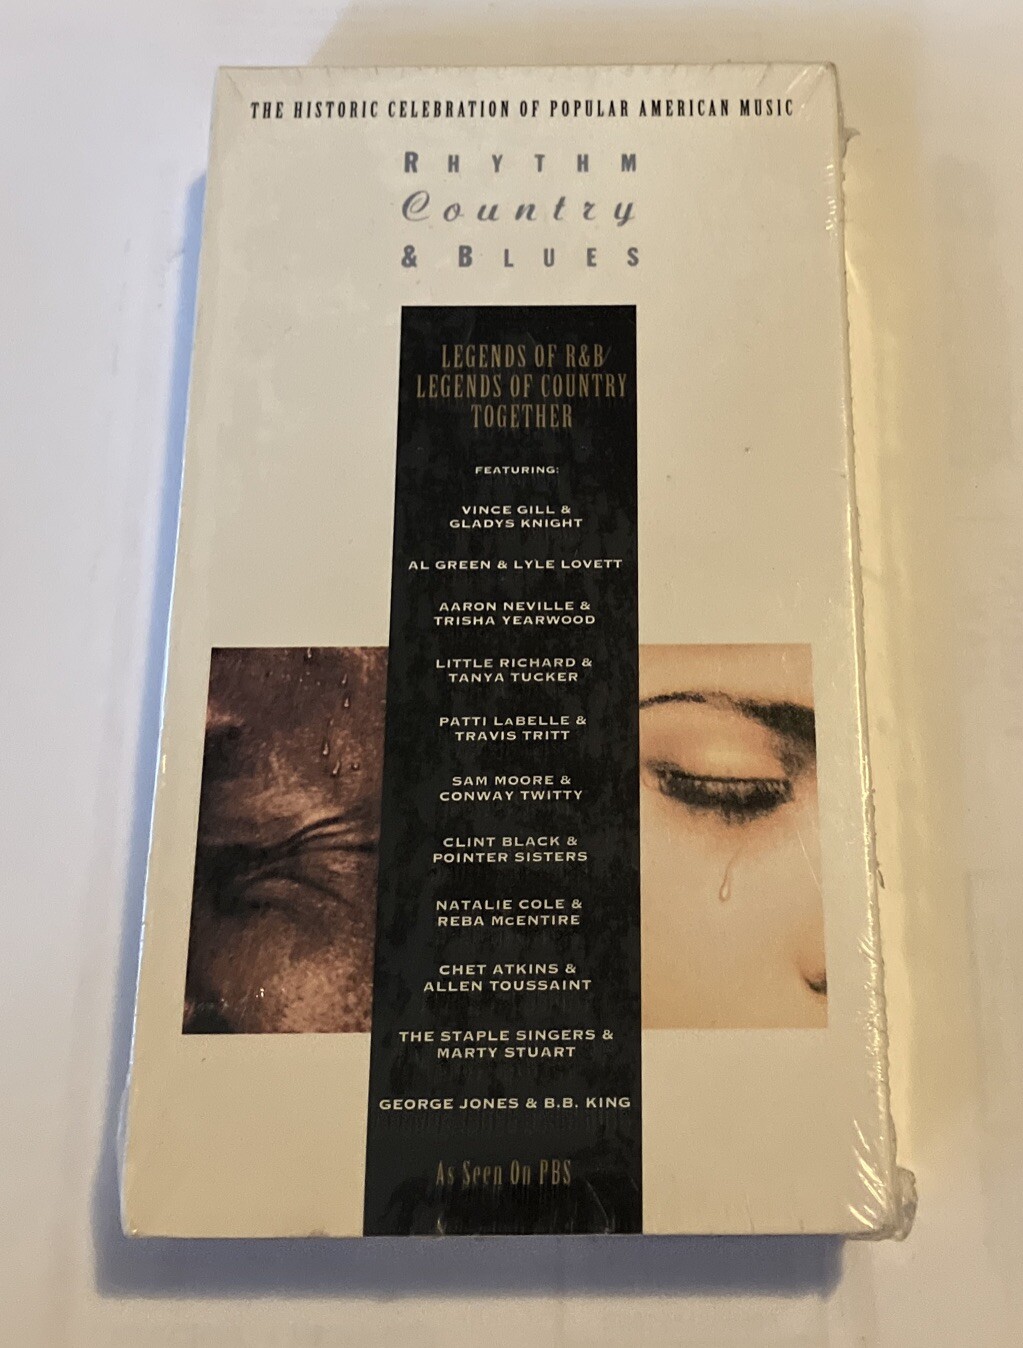 THE HISTORIC CELEBRATION OF POPULAR AMERICAN MUSIC
RHYTHM
Country
& BLUES
LEGENDS OF R&B/
LEGENDS OF COUNTRY
TOGETHER
FEATURING:
VINCE GILL &
GLADYS KNIGHT
AL GREEN & LYLE LOVETT
AARON NEVILLE &
TRISHA YEARWOOD
LITTLE RICHARD &
TANYA TUCKER
PATTI LaBELLE &
TRAVIS TRITT
SAM MOORE &
CONWAY TWITTY
CLINT BLACK &
POINTER SISTERS
NATALIE COLE &
REBA McENTIRE
CHET ATKINS &
ALLEN TOUSSAINT
THE STAPLE SINGERS &
MARTY STUART
GEORGE JONES & B.B. KING
As Seen On PBS